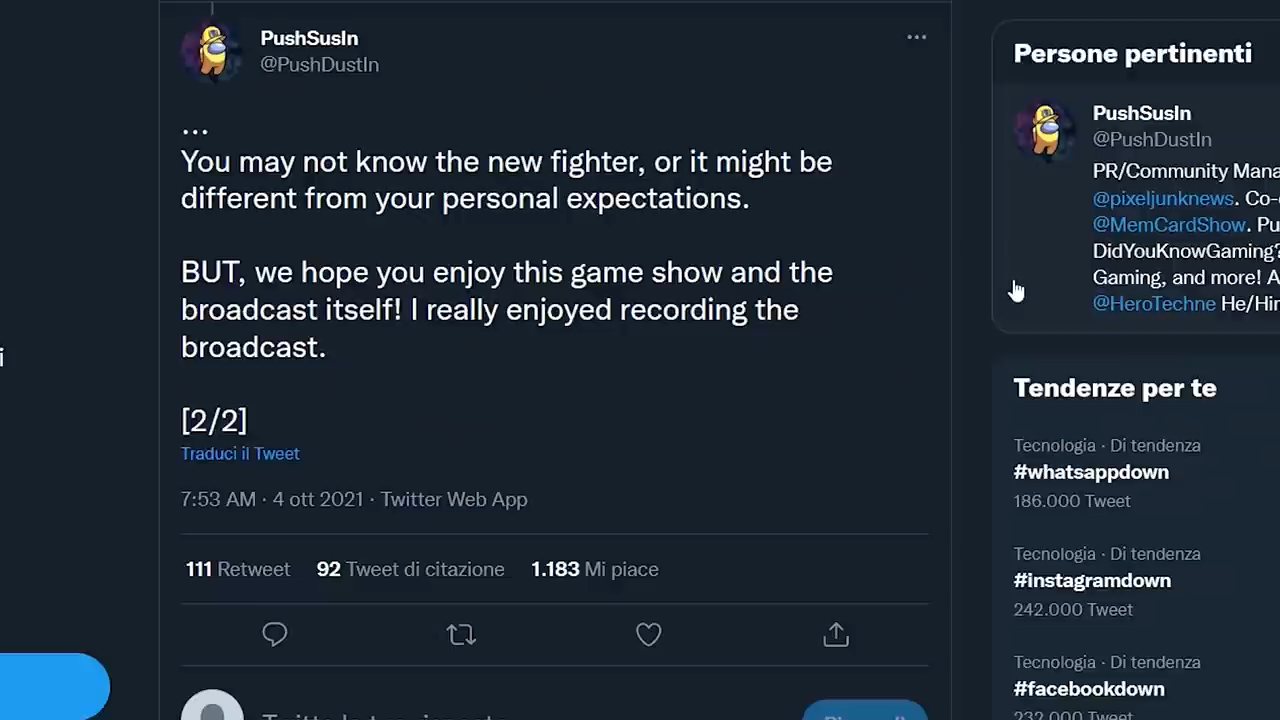 PushSusIn
@PushDustIn
...
You may not know the new fighter, or it might be
different from your personal expectations.
BUT, we hope you enjoy this game show and the
broadcast itself! I really enjoyed recording the
broadcast.
[2/2]
Traduci il Tweet
7:53 AM · 4 ott 2021 · Twitter Web App
111 Retweet 92 Tweet di citazione 1.183 Mi piace
Persone pertinenti
PushSusIn
@PushDustIn
PR/Community Mana
@pixeljunknews. Co-
@MemCardShow. Pu
DidYouKnowGaming?
Gaming, and more! A
@HeroTechne He/Hi
Tendenze per te
Tecnologia · Di tendenza
#whatsappdown
186.000 Tweet
Tecnologia · Di tendenza
#instagramdown
242.000 Tweet
Tecnologia · Di tendenza
#facebookdown
232.000 Tweet